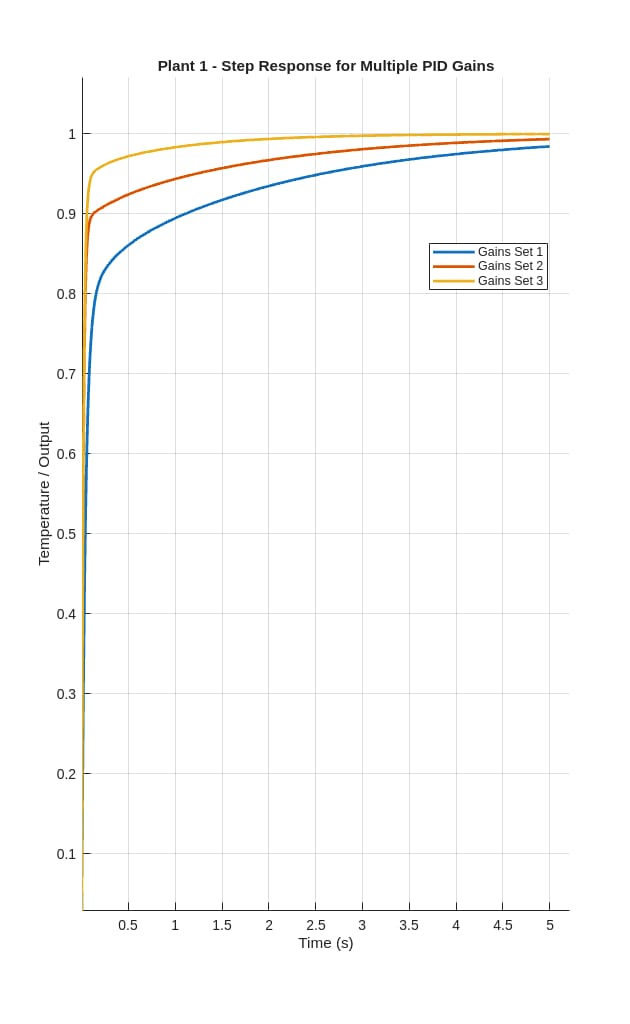 Plant 1 - Step Response for Multiple PID Gains
1
0.9
0.8
0.7
0.6
0.5
0.4
0.3
0.2
0.1
Temperature / Output
Gains Set 1
Gains Set 2
Gains Set 3
0.5 1 1.5 2 2.5 3 3.5 4 4.5 5
Time (s)